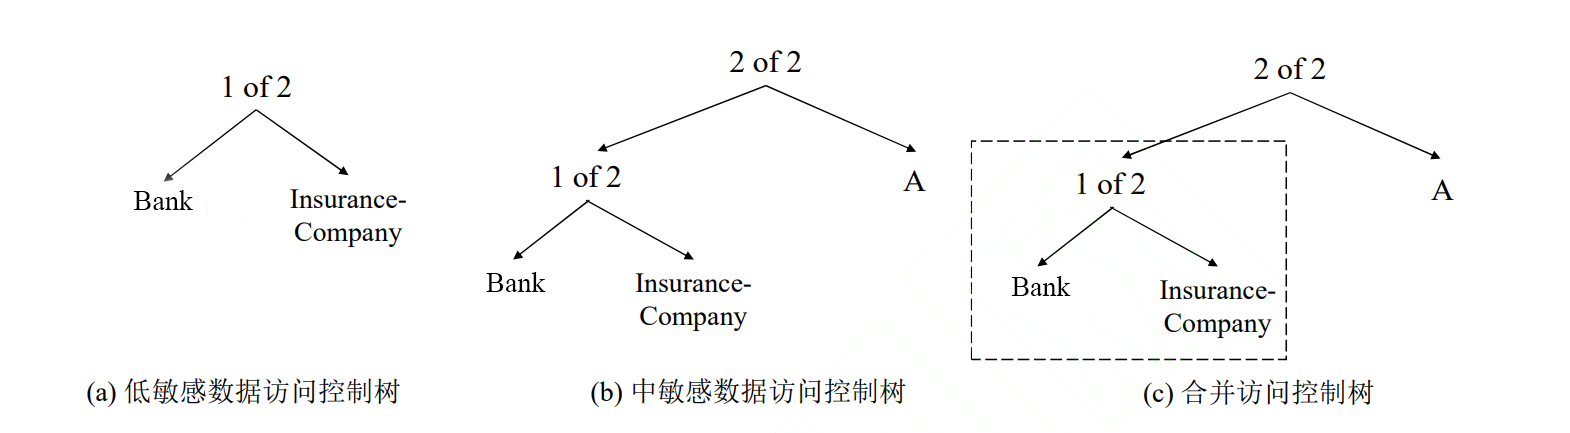 1 of 2
Bank
Insurance-
Company
(a) 低敏感数据访问控制树
2 of 2
1 of 2
A
Bank
Insurance-
Company
(b) 中敏感数据访问控制树
2 of 2
1 of 2
A
Bank
Insurance-
Company
(c) 合并访问控制树